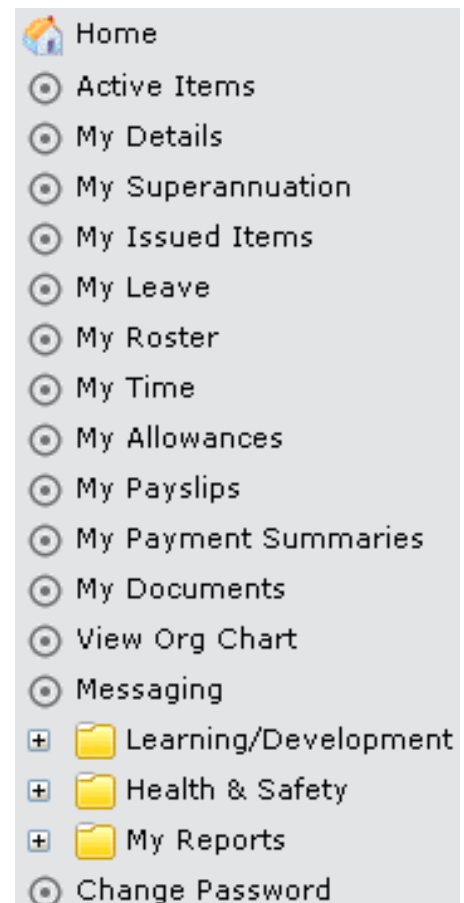 Home
Active Items
My Details
My Superannuation
My Issued Items
My Leave
My Roster
My Time
My Allowances
My Payslips
My Payment Summaries
My Documents
View Org Chart
Messaging
Learning/Development
Health & Safety
My Reports
Change Password